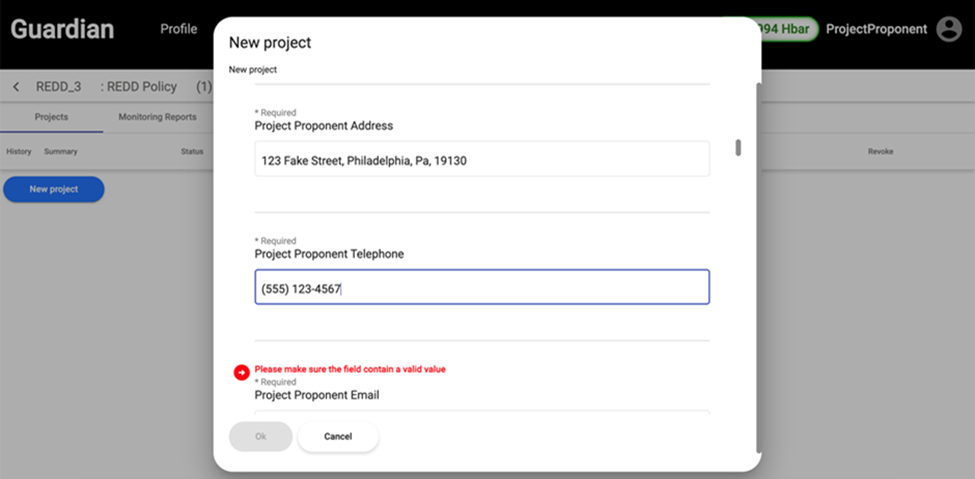 Guardian
Profile
994 Hbar
ProjectProponent
REDD_3 : REDD Policy (1)
Projects
Monitoring Reports
History
Summary
Status
Revoke
New project
New project
New project
* Required
Project Proponent Address
123 Fake Street, Philadelphia, Pa, 19130
* Required
Project Proponent Telephone
(555) 123-4567
Please make sure the field contain a valid value
* Required
Project Proponent Email
Ok
Cancel